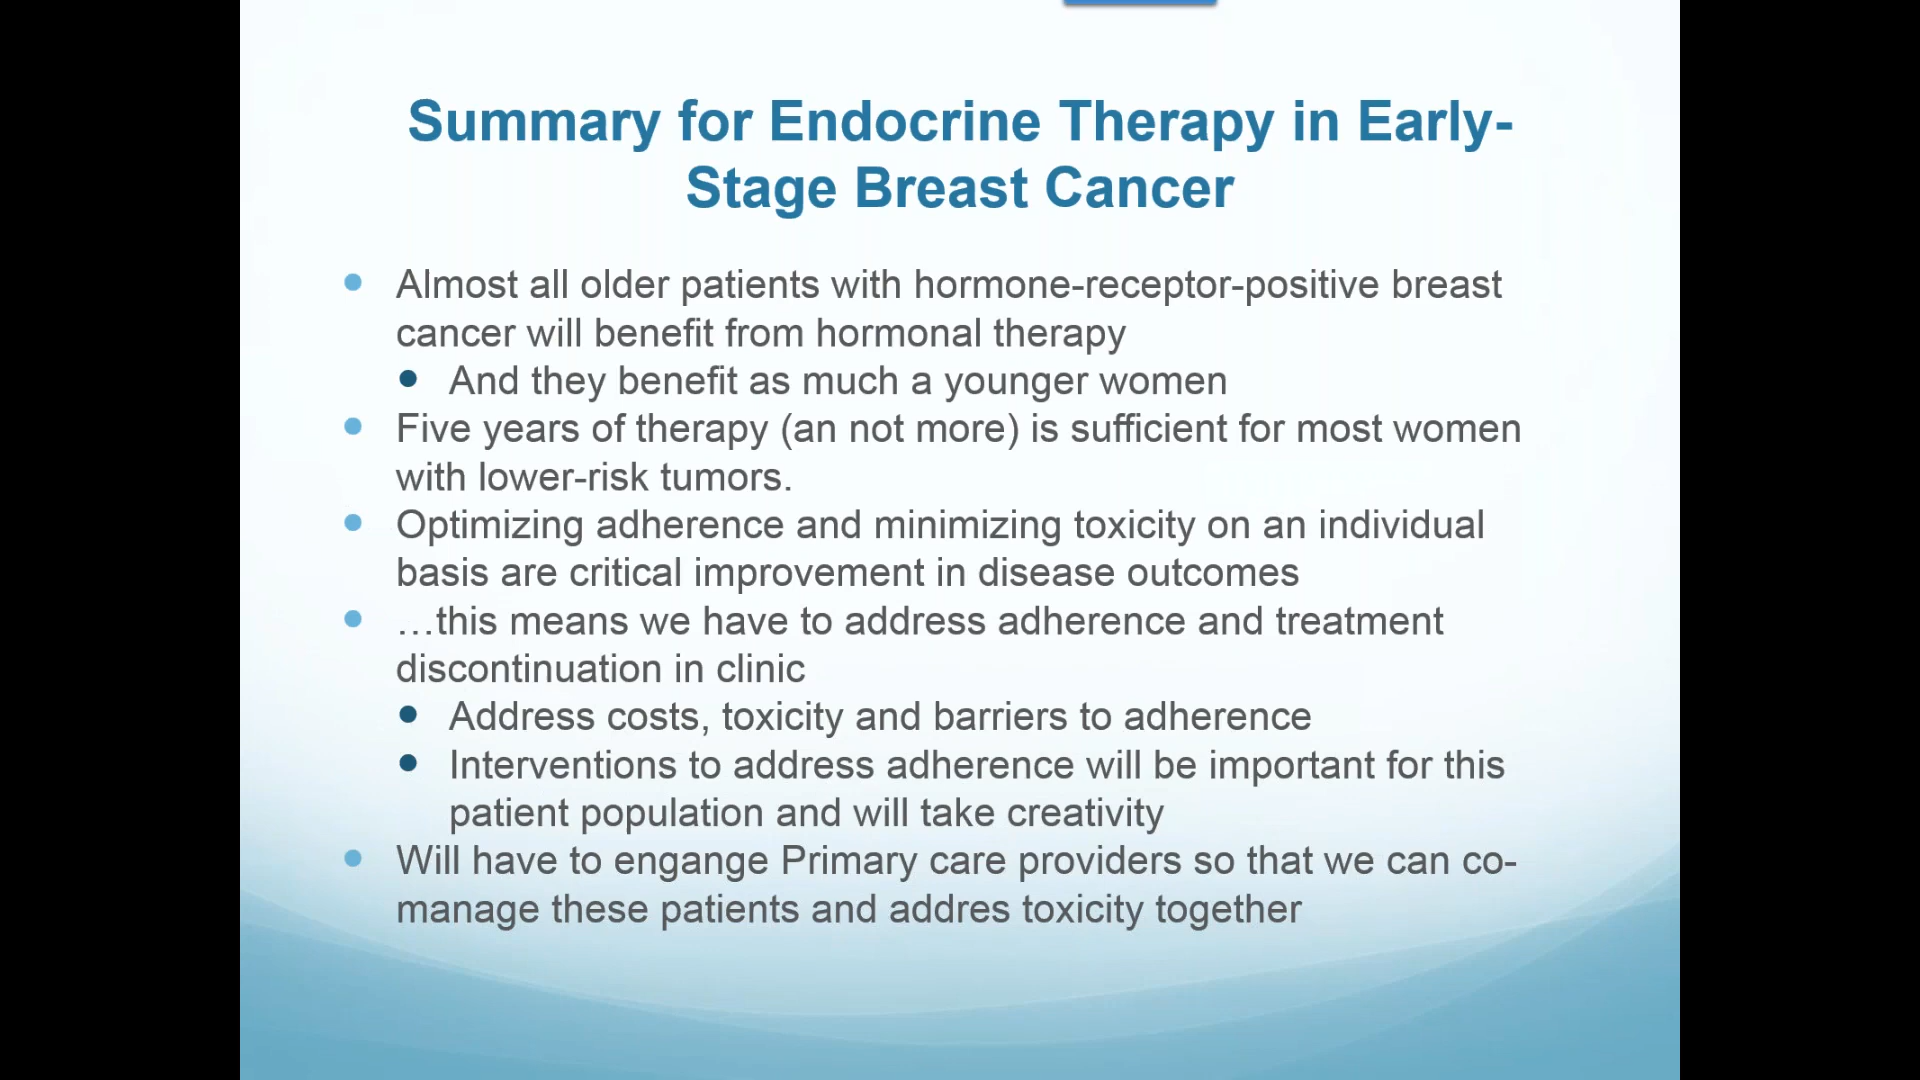 Summary for Endocrine Therapy in Early-
Stage Breast Cancer
Almost all older patients with hormone-receptor-positive breast
cancer will benefit from hormonal therapy
And they benefit as much a younger women
Five years of therapy (an not more) is sufficient for most women
with lower-risk tumors.
Optimizing adherence and minimizing toxicity on an individual
basis are critical improvement in disease outcomes
…this means we have to address adherence and treatment
discontinuation in clinic
Address costs, toxicity and barriers to adherence
Interventions to address adherence will be important for this
patient population and will take creativity
Will have to engange Primary care providers so that we can co-
manage these patients and addres toxicity together